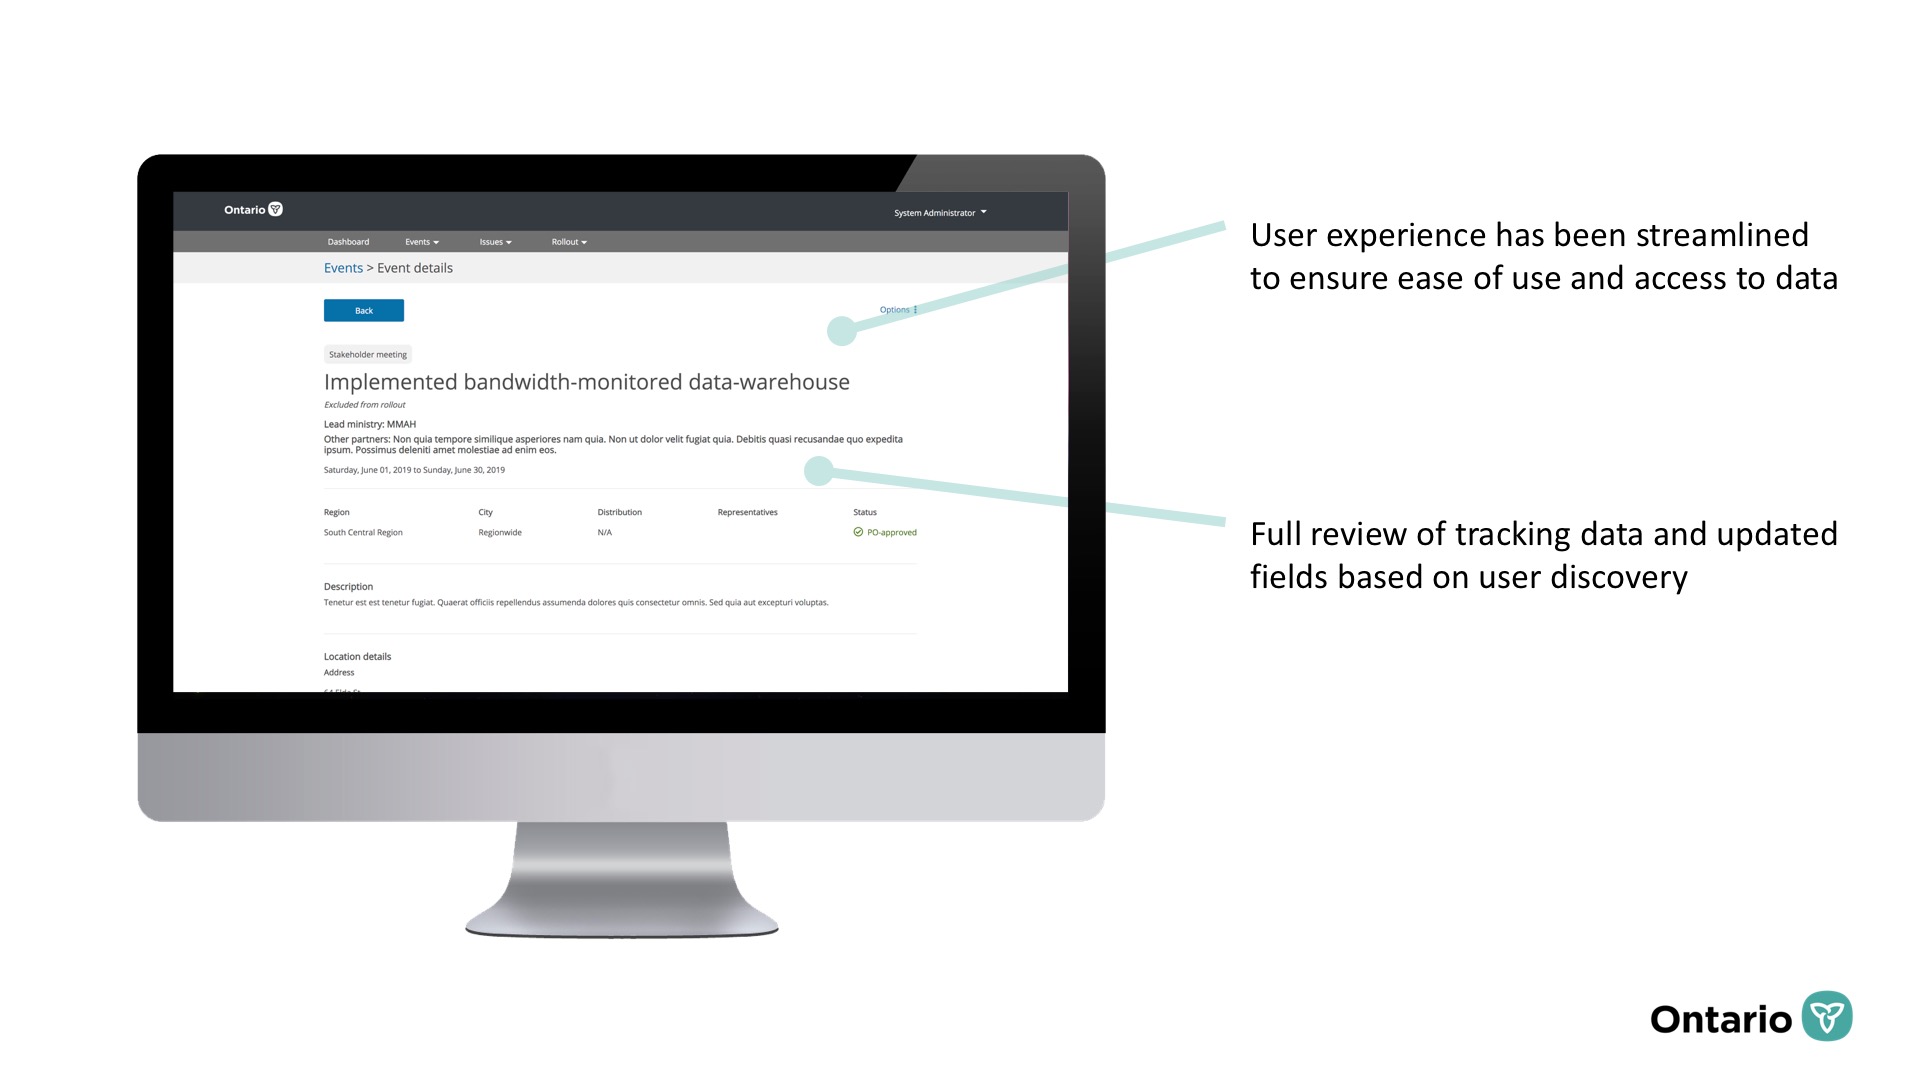 Ontario
System Administrator
Dashboard Events Issues Rollout
Events > Event details
Back
Options
Stakeholder meeting
Implemented bandwidth-monitored data-warehouse
Excluded from rollout
Lead ministry: MMAH
Other partners: Non quia tempore similique asperiores nam quia. Non ut dolor velit fugiat quia. Debitis quasi recusandae quo expedita
ipsum. Possimus deleniti amet molestiae ad enim eos.
Saturday, June 01, 2019 to Sunday, June 30, 2019
Region City Distribution Representatives Status
South Central Region Regionwide N/A PO-approved
Description
Tenetur est est tenetur fugiat. Quaerat officiis repellendus assumenda dolores quis consectetur omnis. Sed quia aut excepturi voluptas.
Location details
Address
User experience has been streamlined
to ensure ease of use and access to data
Full review of tracking data and updated
fields based on user discovery
Ontario